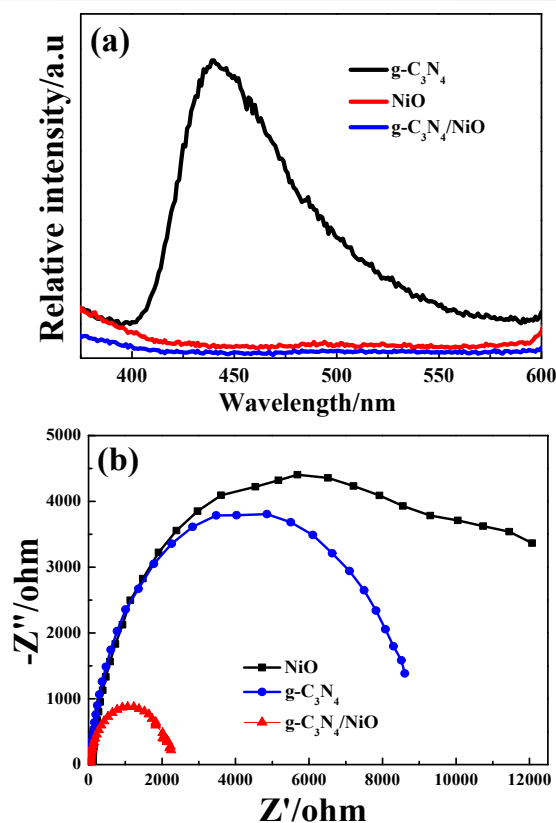 (a)
g-C₃N₄
NiO
g-C₃N₄/NiO
Relative intensity/a.u
400 450 500 550 600
Wavelength/nm
(b)
5000
4000
3000
2000
1000
0
-Z''/ohm
NiO
g-C₃N₄
g-C₃N₄/NiO
0 2000 4000 6000 8000 10000 12000
Z'/ohm